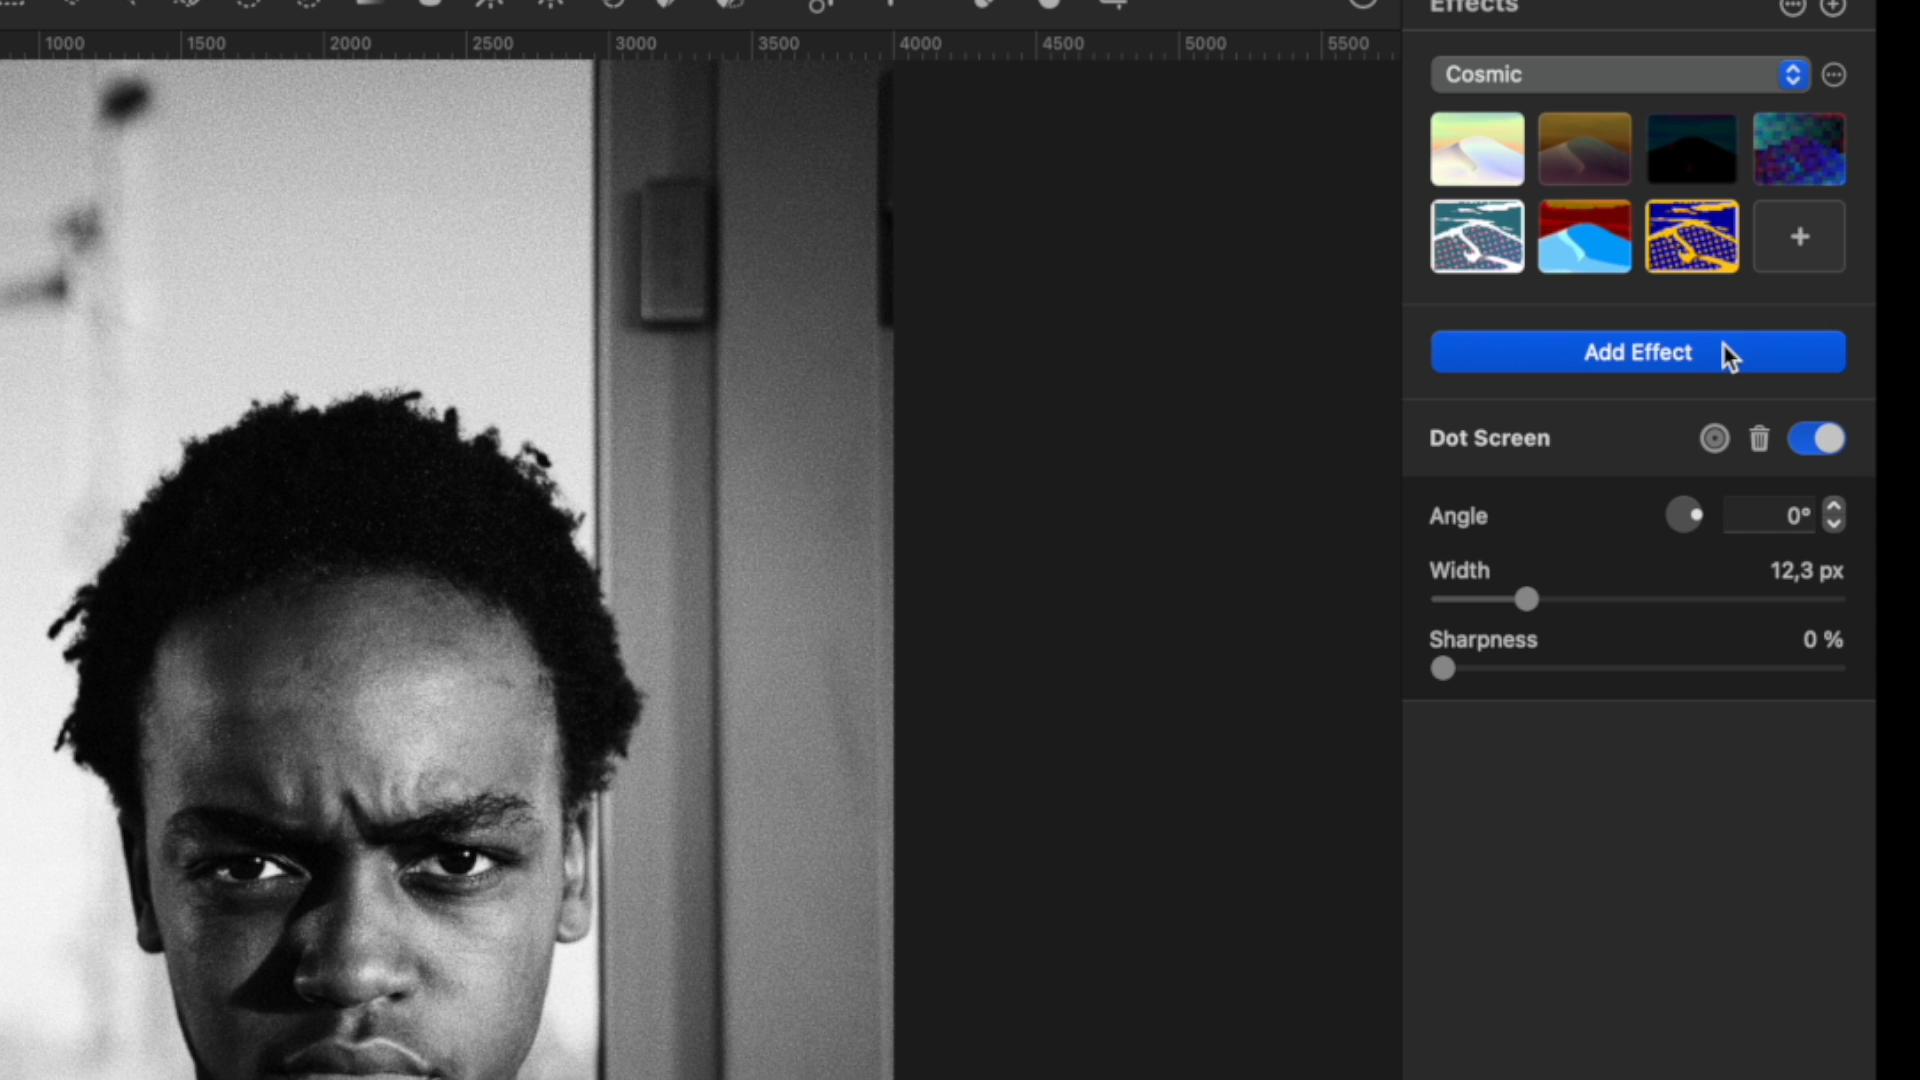 Effects
1000 1500 2000 2500 3000 3500 4000 4500 5000 5500
Cosmic
Add Effect
Dot Screen
Angle 0°
Width 12,3 px
Sharpness 0 %